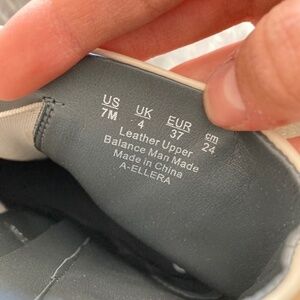 US UK EUR cm
7M 4 37 24
Leather Upper
Balance Man Made
Made in China
A-ELLERA